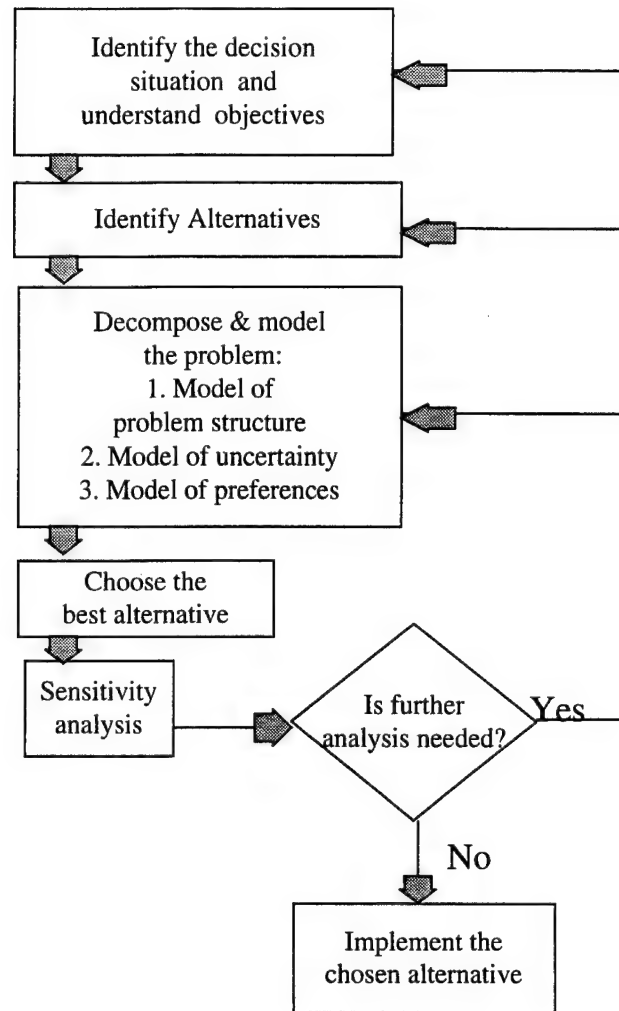 Identify the decision
situation and
understand objectives
Identify Alternatives
Decompose & model
the problem:
1. Model of
problem structure
2. Model of uncertainty
3. Model of preferences
Choose the
best alternative
Sensitivity
analysis
Is further
analysis needed?
Yes
No
Implement the
chosen alternative